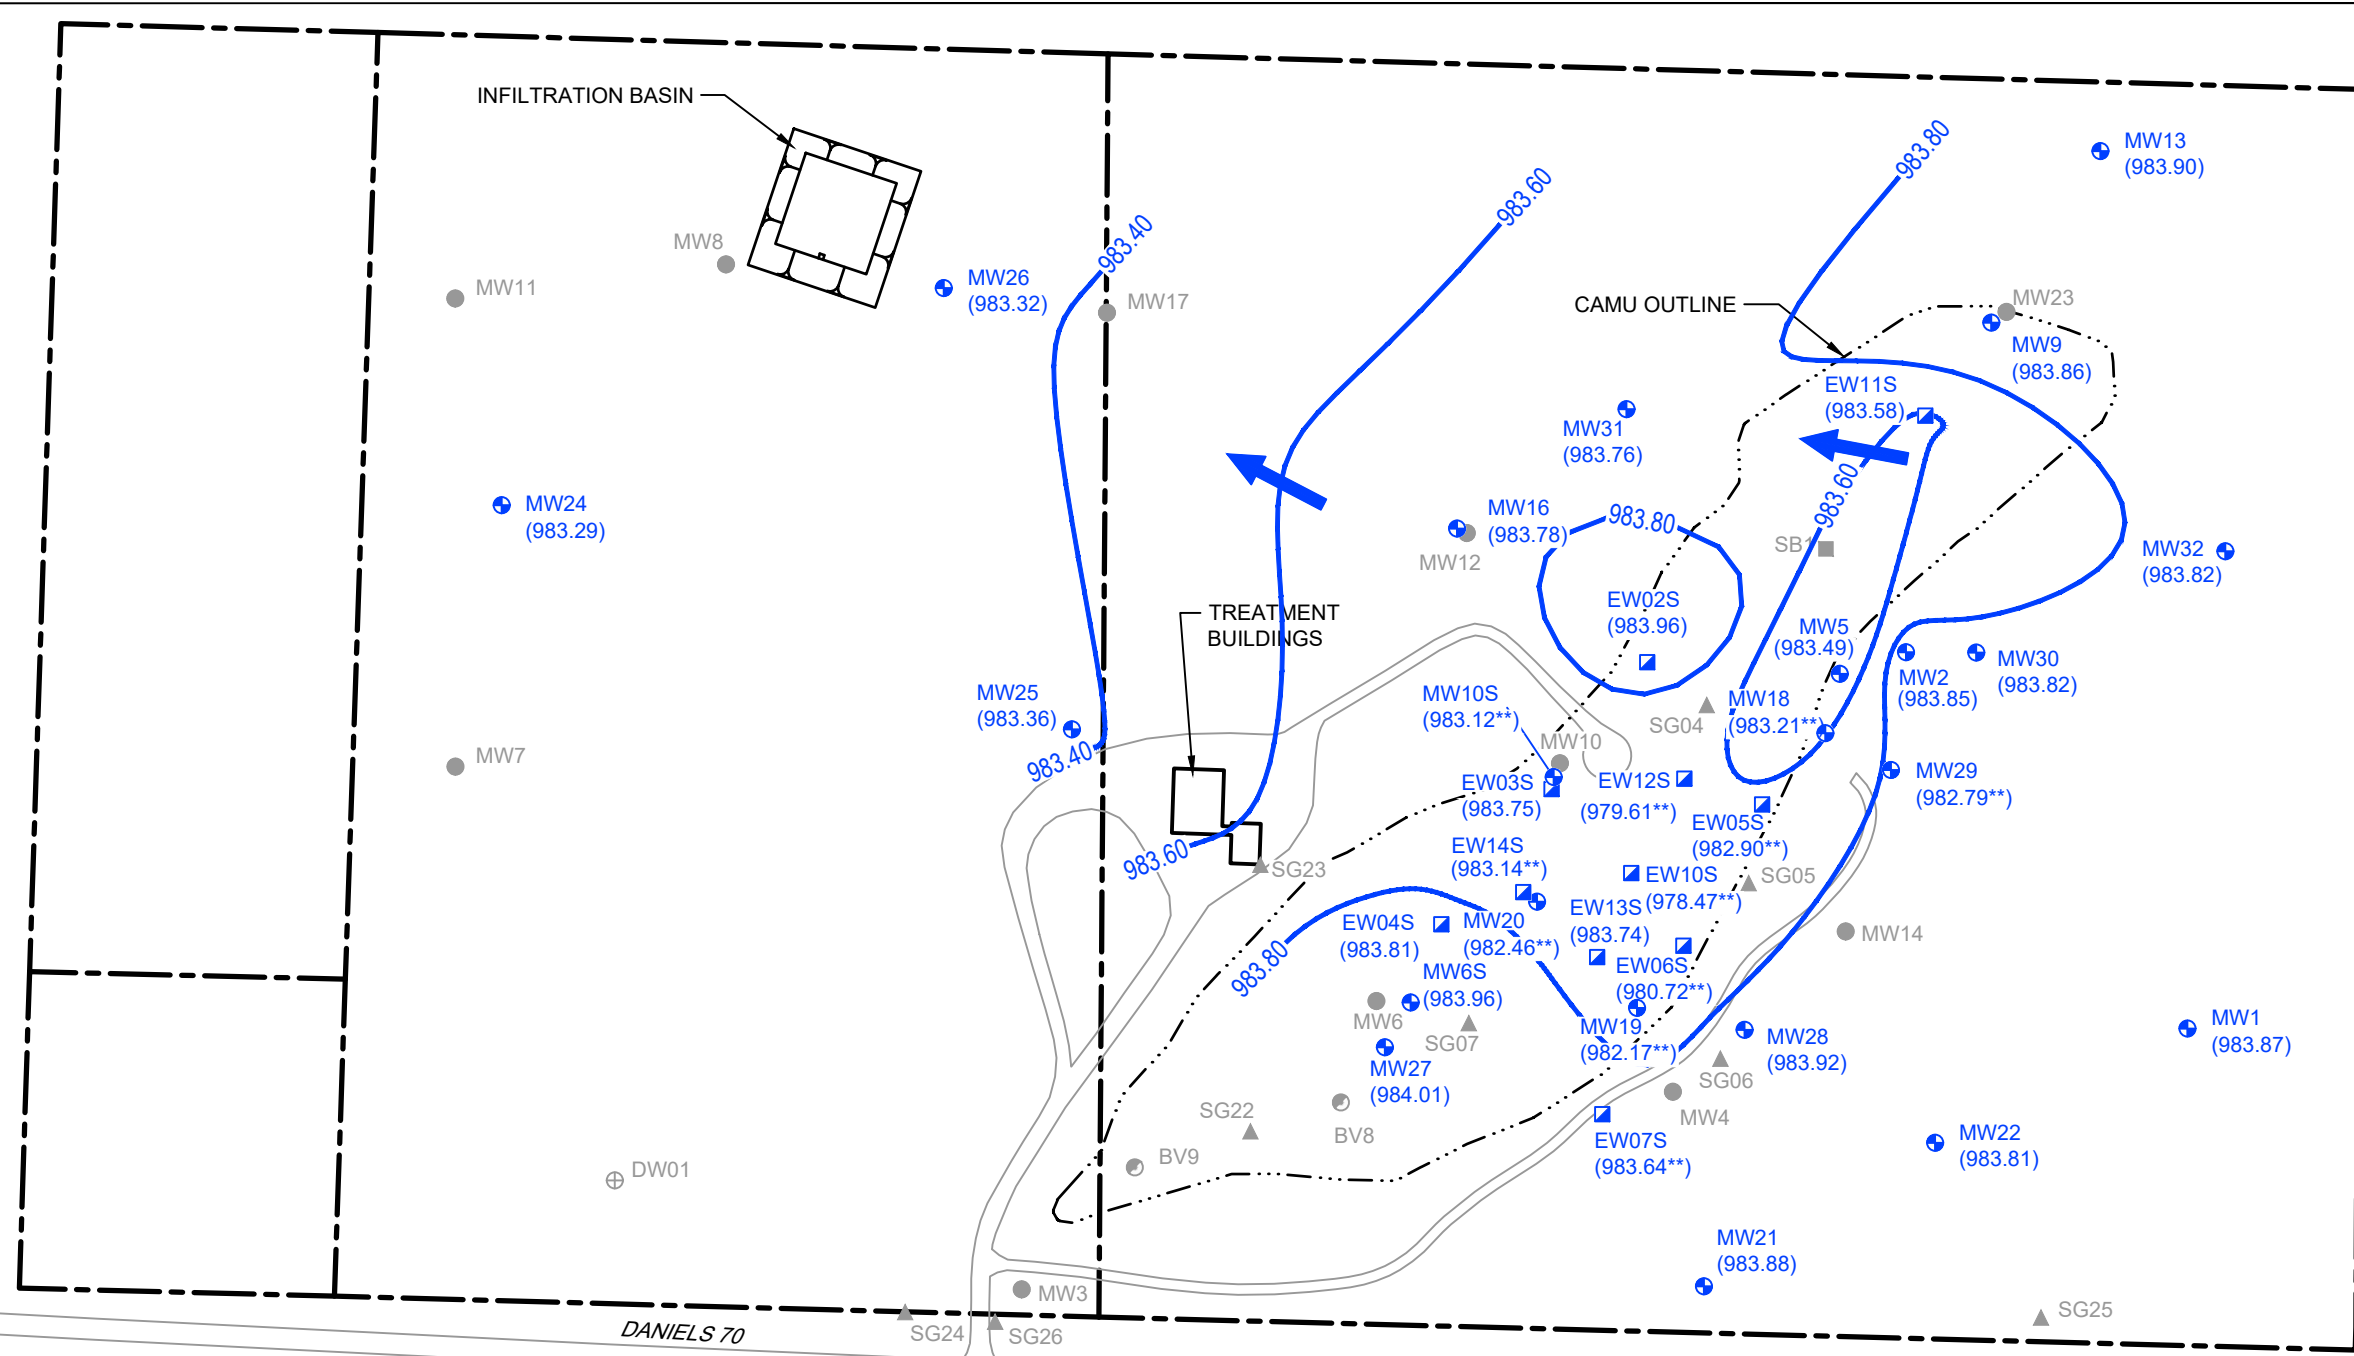 INFILTRATION BASIN
983.80
MW13
(983.90)
983.60
983.40
MW8
MW11
MW26
(983.32)
MW17
CAMU OUTLINE
MW23
MW9
(983.86)
EW11S
(983.58)
MW31
(983.76)
983.60
MW24
(983.29)
MW16
(983.78)
MW12
983.80
SB1
MW32
(983.82)
TREATMENT
BUILDINGS
EW02S
(983.96)
MW5
(983.49)
MW2
(983.85)
MW30
(983.82)
MW25
(983.36)
MW10S
(983.12**)
SG04
MW18
(983.21**)
983.40
MW7
MW10
EW03S
(983.75)
EW12S
(979.61**)
MW29
(982.79**)
EW05S
(982.90**)
983.60
SG23
EW14S
(983.14**)
EW10S
(978.47**)
SG05
EW04S
(983.81)
MW20
(982.46**)
EW13S
(983.74)
MW14
983.80
MW6S
(983.96)
EW06S
(980.72**)
MW6
SG07
MW19
(982.17**)
MW28
(983.92)
MW1
(983.87)
MW27
(984.01)
SG06
MW4
SG22
BV8
EW07S
(983.64**)
MW22
(983.81)
BV9
DW01
MW21
(983.88)
MW3
SG24
SG26
SG25
DANIELS 70